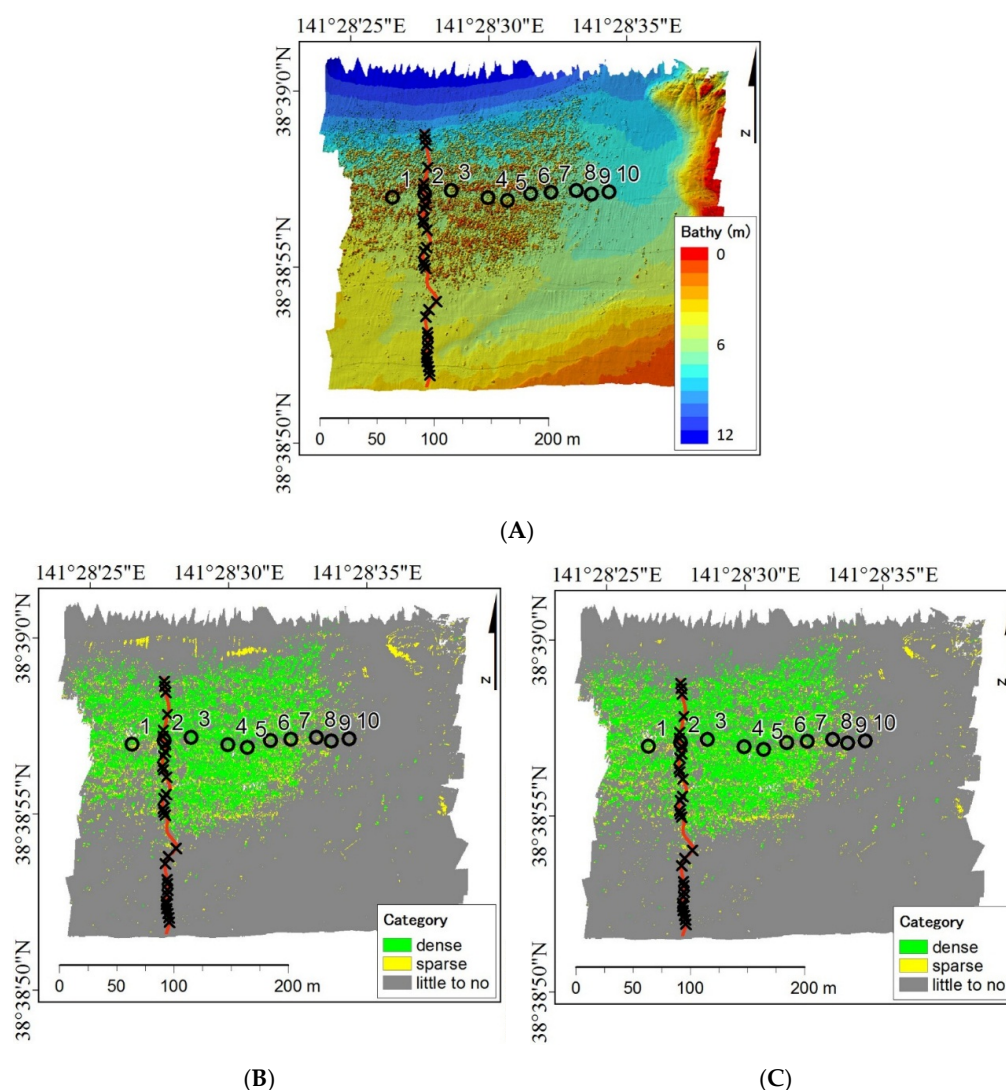 141°28'25"E 141°28'30"E 141°28'35"E
38°39'0"N
38°38'55"N
38°38'50"N
z
1 2 3 4 5 6 7 8 9 10
Bathy (m)
0
6
12
0 50 100 200 m
(A)
141°28'25"E 141°28'30"E 141°28'35"E
38°39'0"N
38°38'55"N
38°38'50"N
z
1 2 3 4 5 6 7 8 9 10
Category
dense
sparse
little to no
0 50 100 200 m
(B)
141°28'25"E 141°28'30"E 141°28'35"E
38°39'0"N
38°38'55"N
38°38'50"N
z
1 2 3 4 5 6 7 8 9 10
Category
dense
sparse
little to no
0 50 100 200 m
(C)